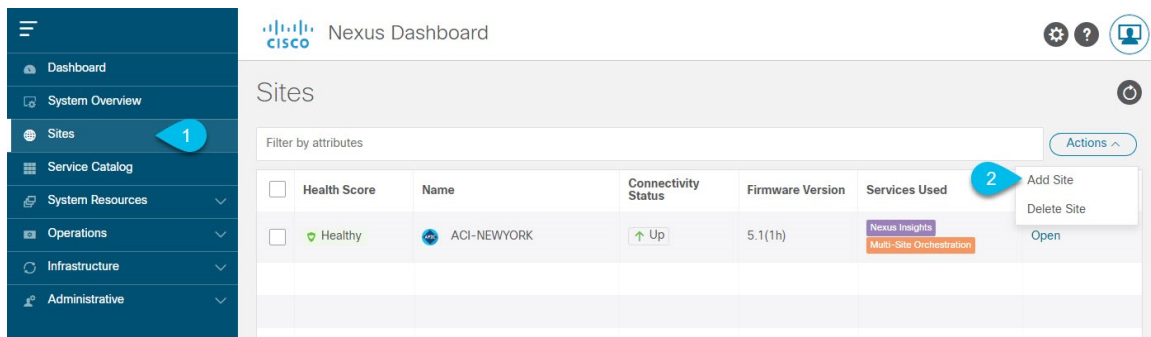 CISCO Nexus Dashboard
?
Dashboard
System Overview
Sites
1
Service Catalog
System Resources
Operations
Infrastructure
Administrative
Sites
Filter by attributes
Actions
2
Add Site
Delete Site
Health Score Name Connectivity Status Firmware Version Services Used
Healthy ACI-NEWYORK Up 5.1(1h) Nexus Insights Open
Multi-Site Orchestration